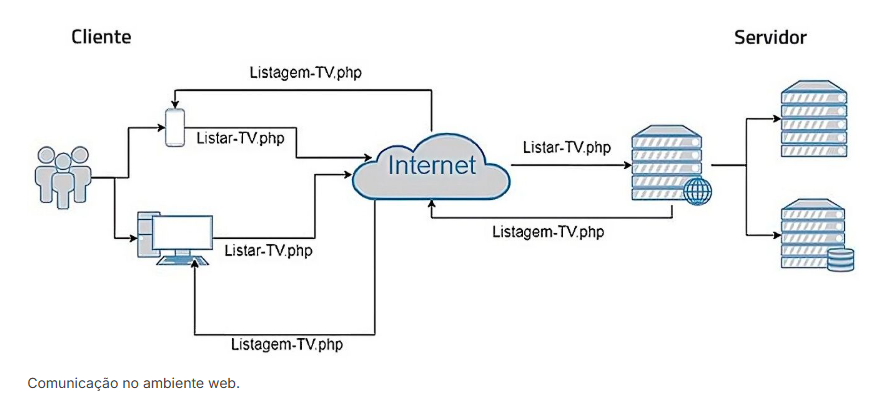 Cliente
Servidor
Listagem-TV.php
Listar-TV.php
Internet
Listar-TV.php
Listar-TV.php
Listagem-TV.php
Listagem-TV.php
Comunicação no ambiente web.